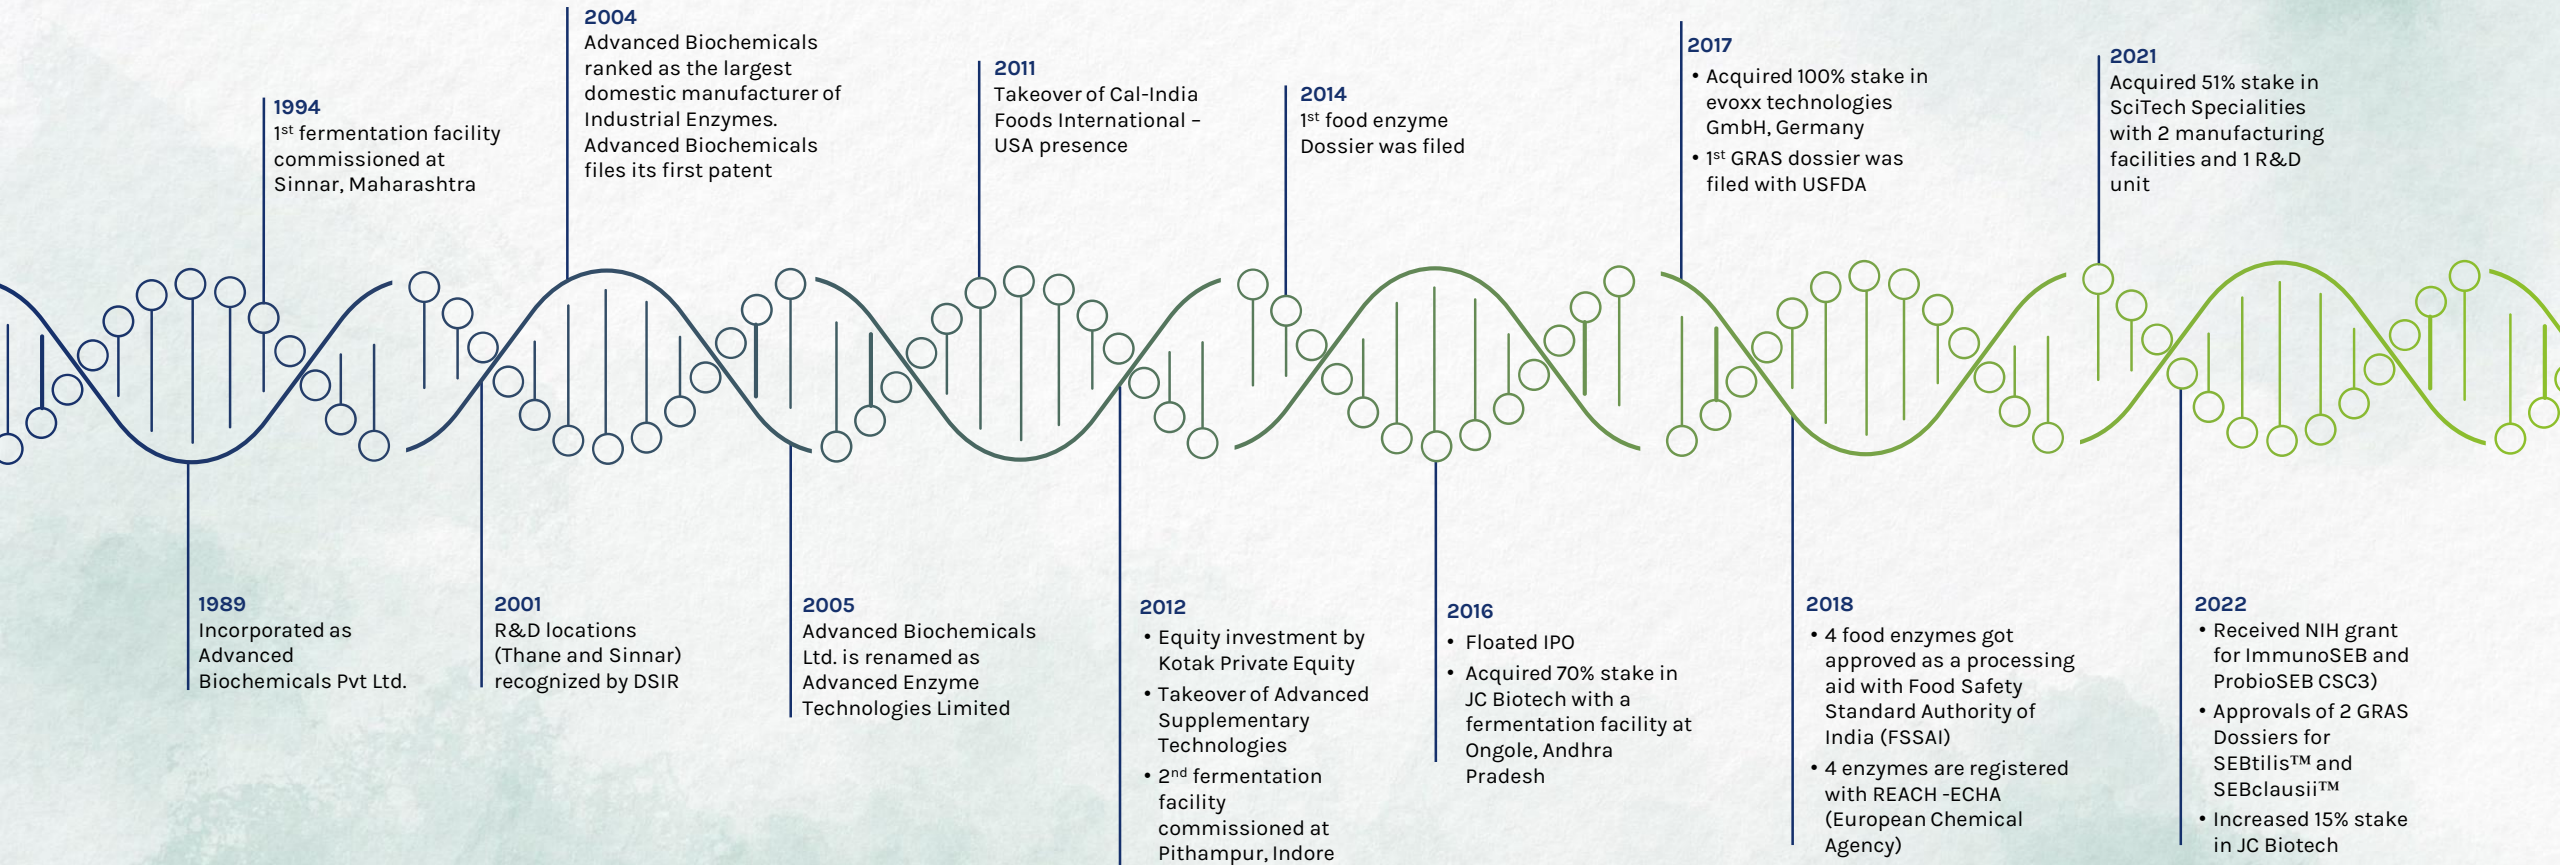 1994
1st fermentation facility
commissioned at
Sinnar, Maharashtra
2004
Advanced Biochemicals
ranked as the largest
domestic manufacturer of
Industrial Enzymes.
Advanced Biochemicals
files its first patent
2011
Takeover of Cal-India
Foods International –
USA presence
2014
1st food enzyme
Dossier was filed
2017
• Acquired 100% stake in
evoxx technologies
GmbH, Germany
• 1st GRAS dossier was
filed with USFDA
2021
Acquired 51% stake in
SciTech Specialities
with 2 manufacturing
facilities and 1 R&D
unit
1989
Incorporated as
Advanced
Biochemicals Pvt Ltd.
2001
R&D locations
(Thane and Sinnar)
recognized by DSIR
2005
Advanced Biochemicals
Ltd. is renamed as
Advanced Enzyme
Technologies Limited
2012
• Equity investment by
Kotak Private Equity
• Takeover of Advanced
Supplementary
Technologies
• 2nd fermentation
facility
commissioned at
Pithampur, Indore
2016
• Floated IPO
• Acquired 70% stake in
JC Biotech with a
fermentation facility at
Ongole, Andhra
Pradesh
2018
• 4 food enzymes got
approved as a processing
aid with Food Safety
Standard Authority of
India (FSSAI)
• 4 enzymes are registered
with REACH -ECHA
(European Chemical
Agency)
2022
• Received NIH grant
for ImmunoSEB and
ProbioSEB CSC3)
• Approvals of 2 GRAS
Dossiers for
SEBtilis™ and
SEBclausii™
• Increased 15% stake
in JC Biotech